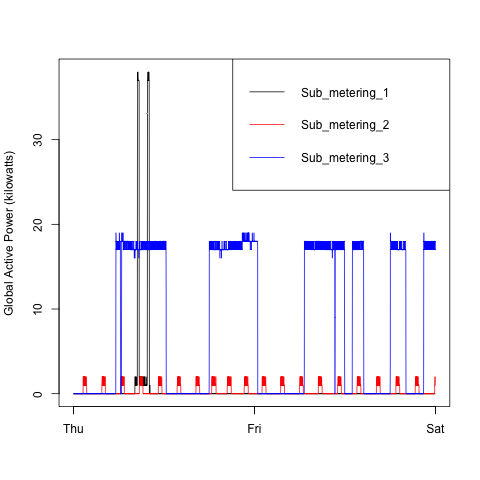 Sub_metering_1
Sub_metering_2
Sub_metering_3
Global Active Power (kilowatts)
30
20
10
0
Thu Fri Sat